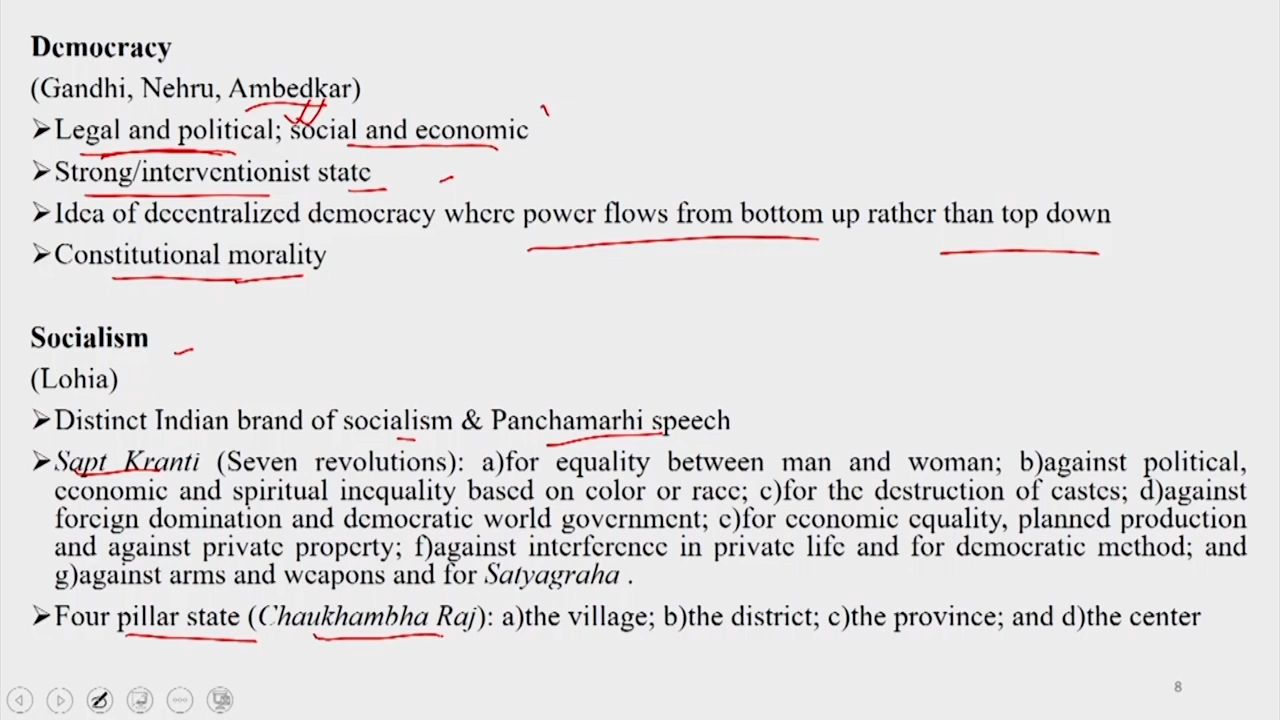 Democracy
(Gandhi, Nehru, Ambedkar)
➢Legal and political; social and economic
➢Strong/interventionist state
➢Idea of decentralized democracy where power flows from bottom up rather than top down
➢Constitutional morality
Socialism
(Lohia)
➢Distinct Indian brand of socialism & Panchamarhi speech
➢Sapt Kranti (Seven revolutions): a)for equality between man and woman; b)against political,
economic and spiritual inequality based on color or race; c)for the destruction of castes; d)against
foreign domination and democratic world government; e)for economic equality, planned production
and against private property; f)against interference in private life and for democratic method; and
g)against arms and weapons and for Satyagraha .
➢Four pillar state (Chaukhambha Raj): a)the village; b)the district; c)the province; and d)the center
8